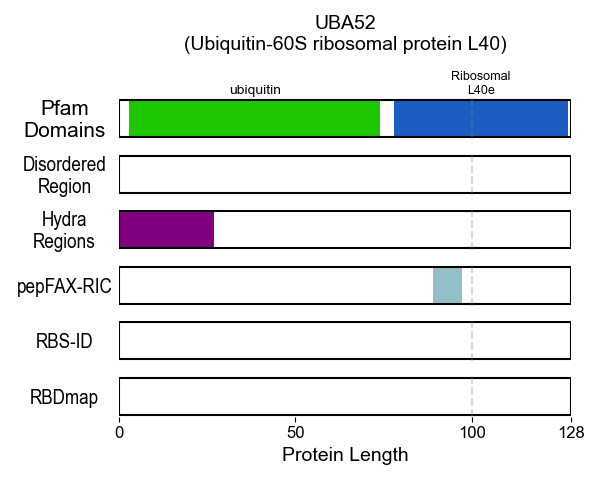 UBA52
(Ubiquitin-60S ribosomal protein L40)
ubiquitin
Ribosomal
L40e
Pfam
Domains
Disordered
Region
Hydra
Regions
pepFAX-RIC
RBS-ID
RBDmap
0 50 100 128
Protein Length